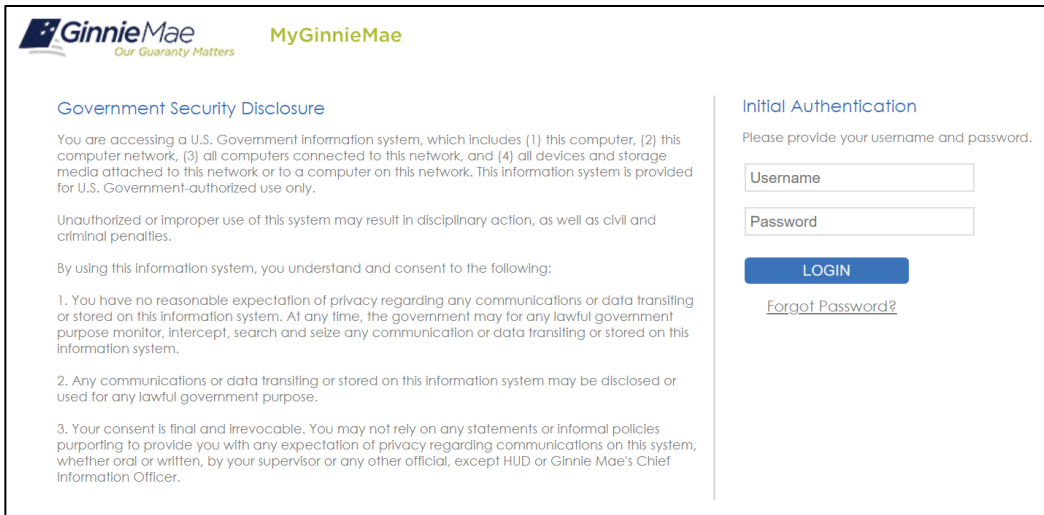 GinnieMae
Our Guaranty Matters
MyGinnieMae
Government Security Disclosure
You are accessing a U.S. Government information system, which includes (1) this computer, (2) this
computer network, (3) all computers connected to this network, and (4) all devices and storage
media attached to this network or to a computer on this network. This information system is provided
for U.S. Government-authorized use only.
Unauthorized or improper use of this system may result in disciplinary action, as well as civil and
criminal penalties.
By using this information system, you understand and consent to the following:
1. You have no reasonable expectation of privacy regarding any communications or data transiting
or stored on this information system. At any time, the government may for any lawful government
purpose monitor, intercept, search and seize any communication or data transiting or stored on this
information system.
2. Any communications or data transiting or stored on this information system may be disclosed or
used for any lawful government purpose.
3. Your consent is final and irrevocable. You may not rely on any statements or informal policies
purporting to provide you with any expectation of privacy regarding communications on this system,
whether oral or written, by your supervisor or any other official, except HUD or Ginnie Mae's Chief
Information Officer.
Initial Authentication
Please provide your username and password.
Username
Password
LOGIN
Forgot Password?